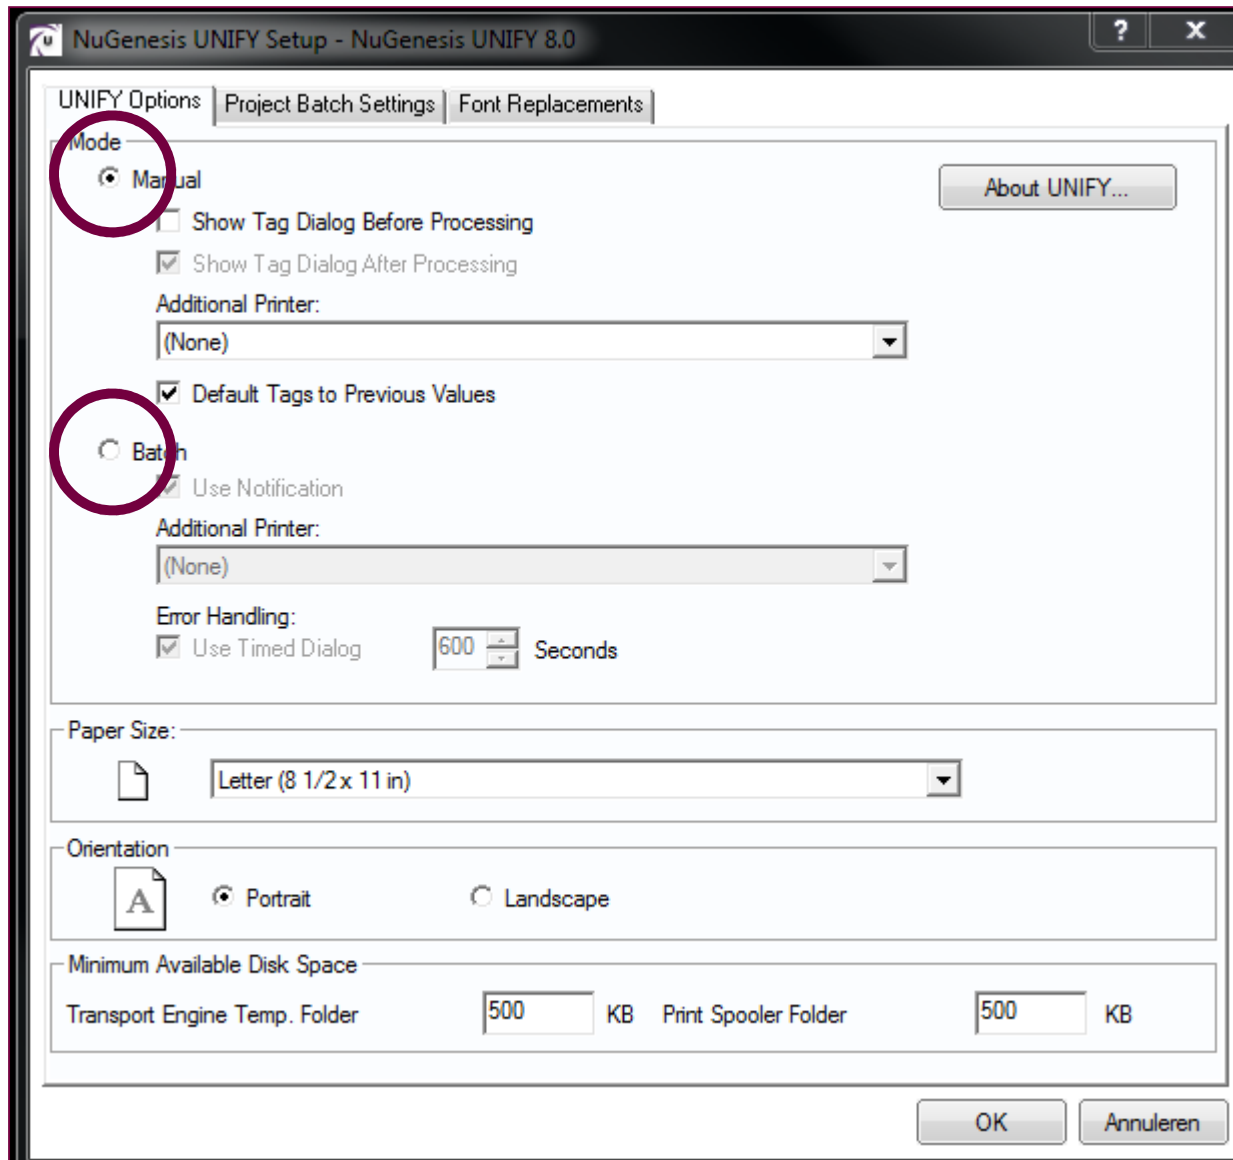 NuGenesis UNIFY Setup - NuGenesis UNIFY 8.0
? X
UNIFY Options Project Batch Settings Font Replacements
Mode
Manual
About UNIFY...
Show Tag Dialog Before Processing
Show Tag Dialog After Processing
Additional Printer:
(None)
Default Tags to Previous Values
Batch
Use Notification
Additional Printer:
(None)
Error Handling:
Use Timed Dialog 600 Seconds
Paper Size:
Letter (8 1/2 x 11 in)
Orientation
A Portrait Landscape
Minimum Available Disk Space
Transport Engine Temp. Folder 500 KB Print Spooler Folder 500 KB
OK Annuleren